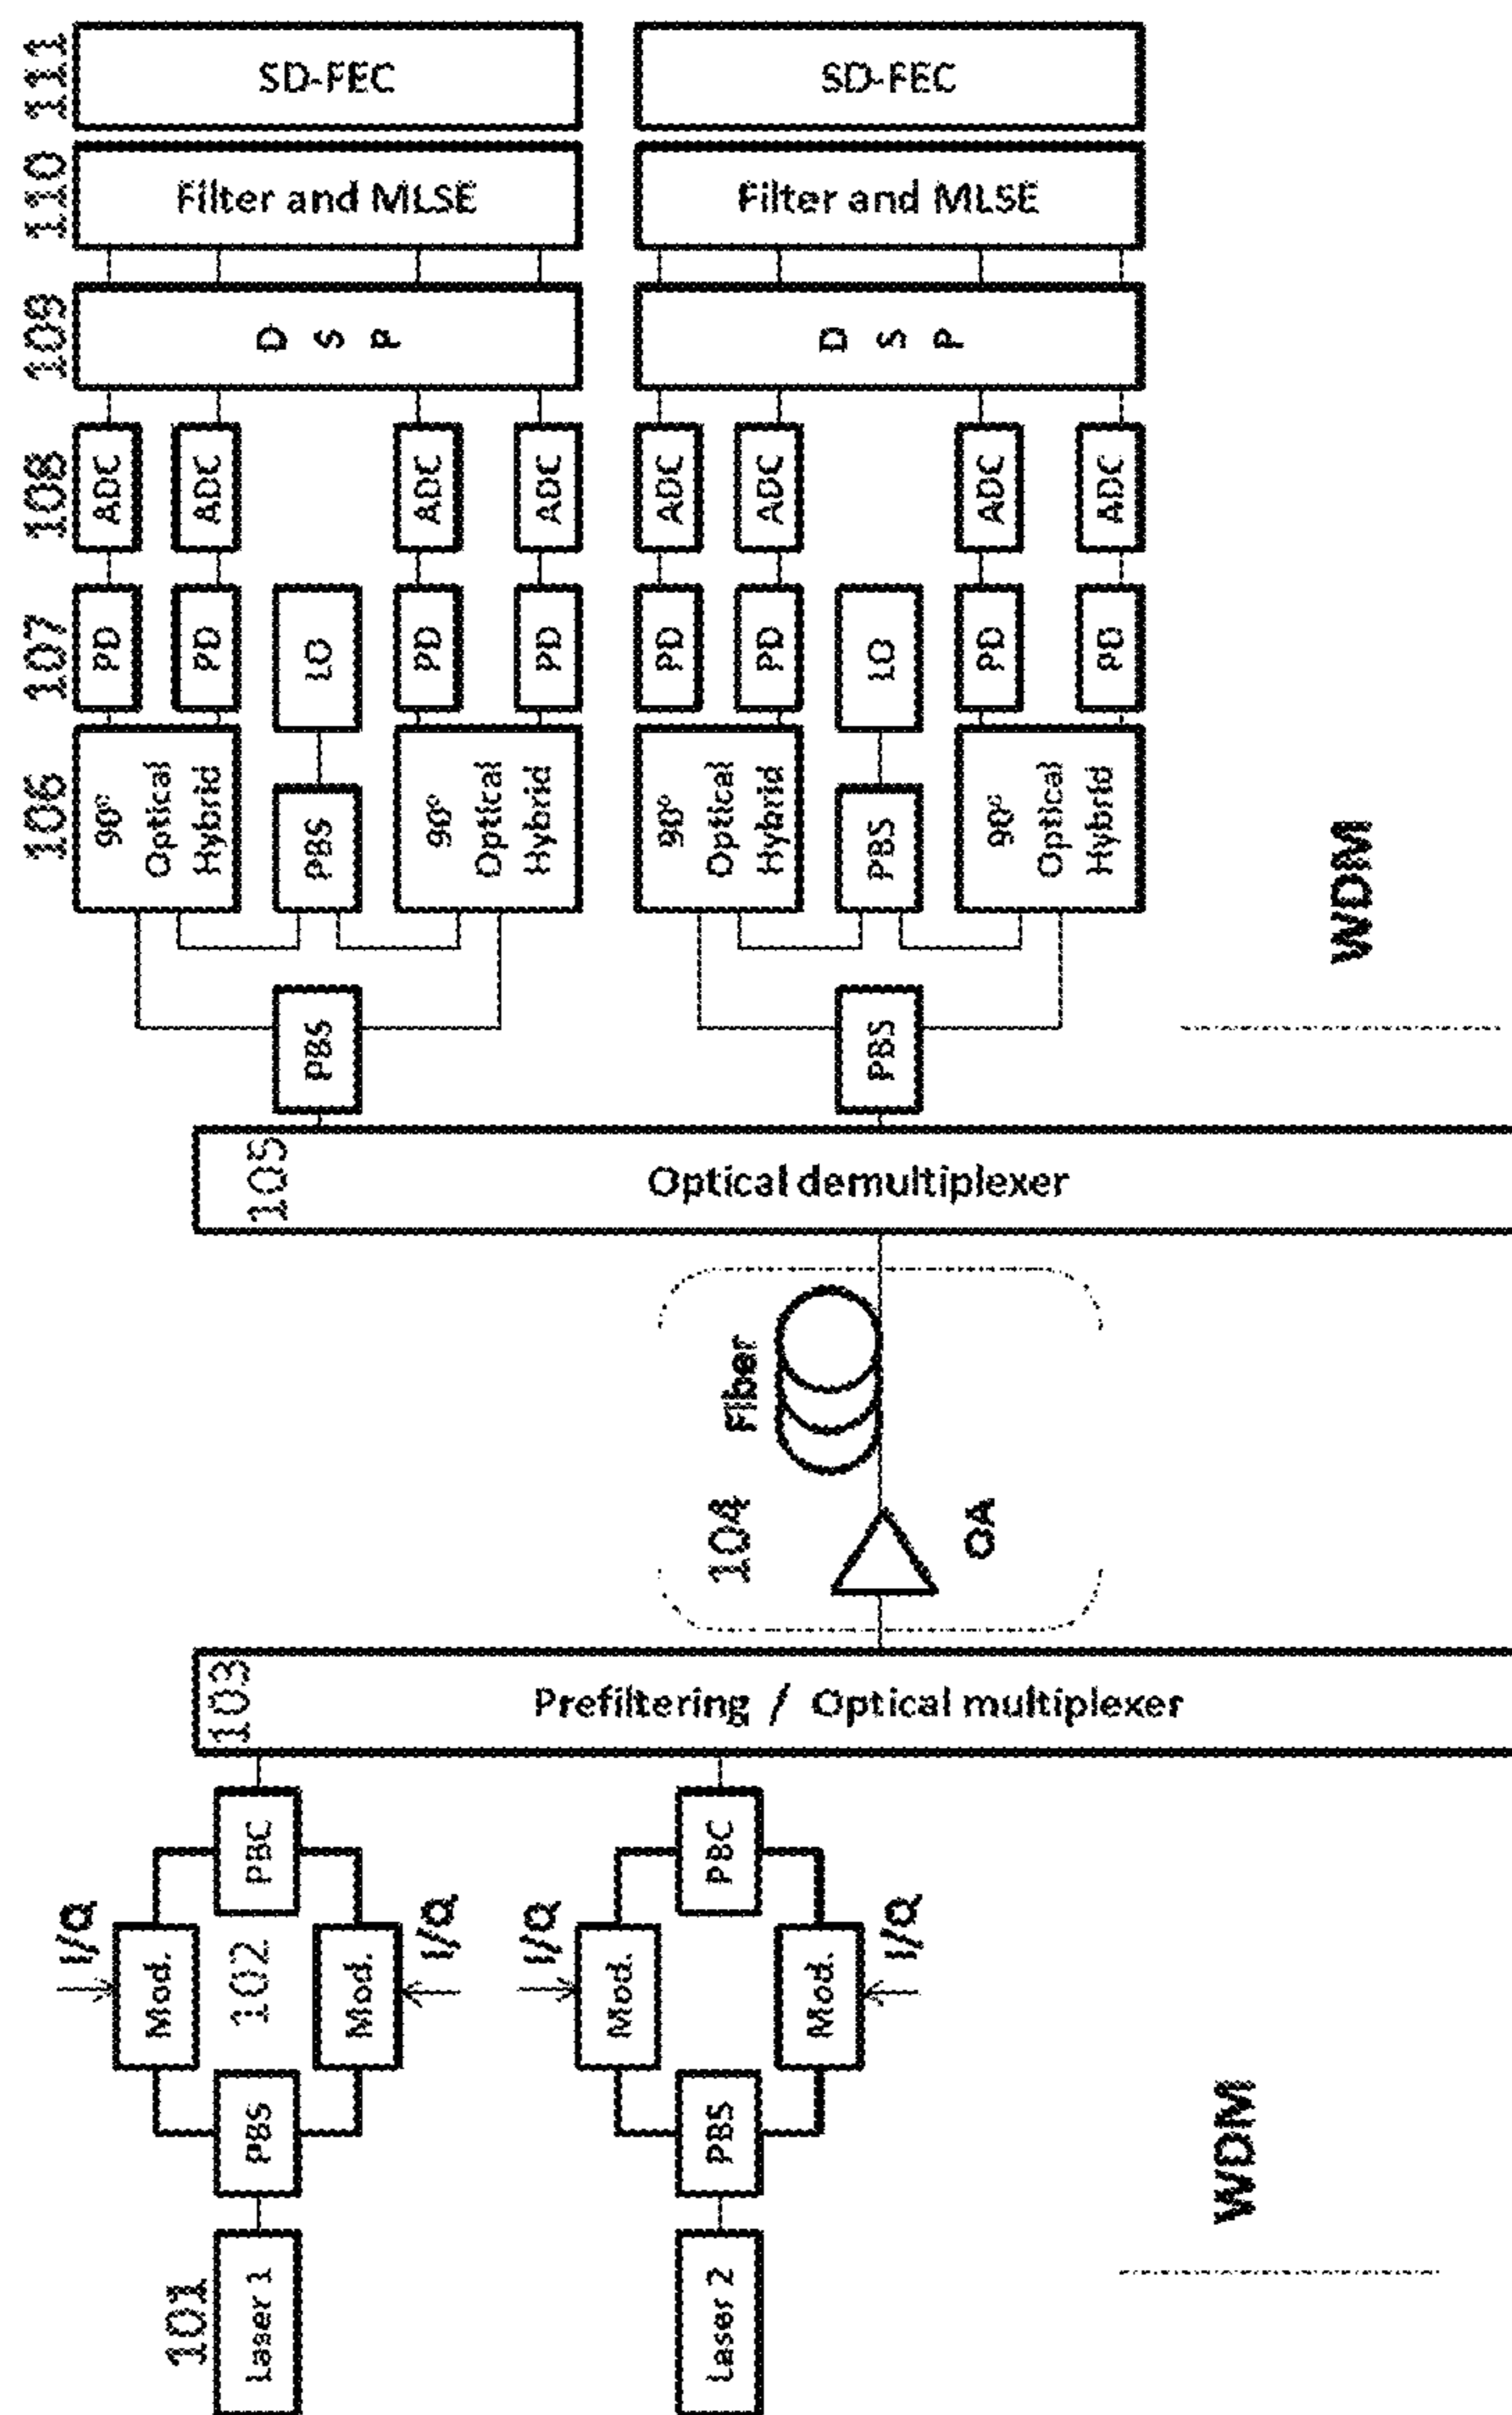 111
SD-FEC
SD-FEC
110
Filter and MLSE
Filter and MLSE
109
D S P
D S P
108
ADC
ADC
ADC
ADC
ADC
ADC
ADC
ADC
107
PD
PD
LO
PD
PD
PD
PD
LO
PD
PD
106
90°
Optical
Hybrid
PBS
90°
Optical
Hybrid
90°
Optical
Hybrid
PBS
90°
Optical
Hybrid
WDM
PBS
PBS
105
Optical demultiplexer
Fiber
104
OA
103
Prefiltering / Optical multiplexer
PBC
PBC
I/Q
Mod.
102
Mod.
I/Q
I/Q
Mod.
Mod.
I/Q
PBS
PBS
WDM
101
Laser 1
Laser 2